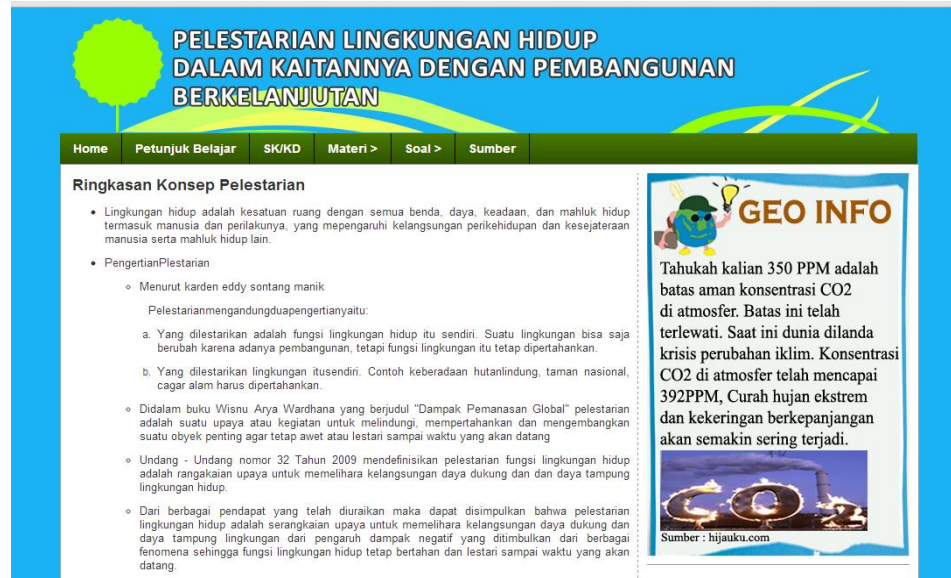 PELESTARIAN LINGKUNGAN HIDUP
DALAM KAITANNYA DENGAN PEMBANGUNAN
BERKELANJUTAN
Home Petunjuk Belajar SK/KD Materi > Soal > Sumber
Ringkasan Konsep Pelestarian
• Lingkungan hidup adalah kesatuan ruang dengan semua benda, daya, keadaan, dan mahluk hidup
termasuk manusia dan perilakunya, yang mepengaruhi kelangsungan perikehidupan dan kesejateraan
manusia serta mahluk hidup lain.
• PengertianPlestarian
◦ Menurut karden eddy sontang manik
Pelestarianmengandungduapengertianyaitu:
a. Yang dilestarikan adalah fungsi lingkungan hidup itu sendiri. Suatu lingkungan bisa saja
berubah karena adanya pembangunan, tetapi fungsi lingkungan itu tetap dipertahankan.
b. Yang dilestarikan lingkungan itusendiri. Contoh keberadaan hutanlindung, taman nasional,
cagar alam harus dipertahankan.
◦ Didalam buku Wisnu Arya Wardhana yang berjudul "Dampak Pemanasan Global" pelestarian
adalah suatu upaya atau kegiatan untuk melindungi, mempertahankan dan mengembangkan
suatu obyek penting agar tetap awet atau lestari sampai waktu yang akan datang
◦ Undang - Undang nomor 32 Tahun 2009 mendefinisikan pelestarian fungsi lingkungan hidup
adalah rangakaian upaya untuk memelihara kelangsungan daya dukung dan dan daya tampung
lingkungan hidup.
◦ Dari berbagai pendapat yang telah diuraikan maka dapat disimpulkan bahwa pelestarian
lingkungan hidup adalah serangkaian upaya untuk memelihara kelangsungan daya dukung dan
daya tampung lingkungan dari pengaruh dampak negatif yang ditimbulkan dari berbagai
fenomena sehingga fungsi lingkungan hidup tetap bertahan dan lestari sampai waktu yang akan
datang.
GEO INFO
Tahukah kalian 350 PPM adalah
batas aman konsentrasi CO2
di atmosfer. Batas ini telah
terlewati. Saat ini dunia dilanda
krisis perubahan iklim. Konsentrasi
CO2 di atmosfer telah mencapai
392PPM, Curah hujan ekstrem
dan kekeringan berkepanjangan
akan semakin sering terjadi.
CO2
Sumber : hijauku.com